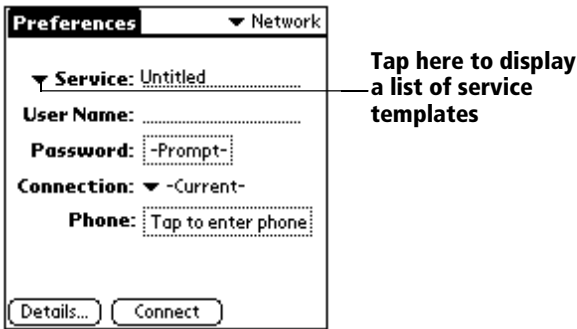 Preferences ▼ Network
▼ Service: Untitled
User Name:
Password: -Prompt-
Connection: ▼ -Current-
Phone: Tap to enter phone
Details... Connect
Tap here to display
a list of service
templates